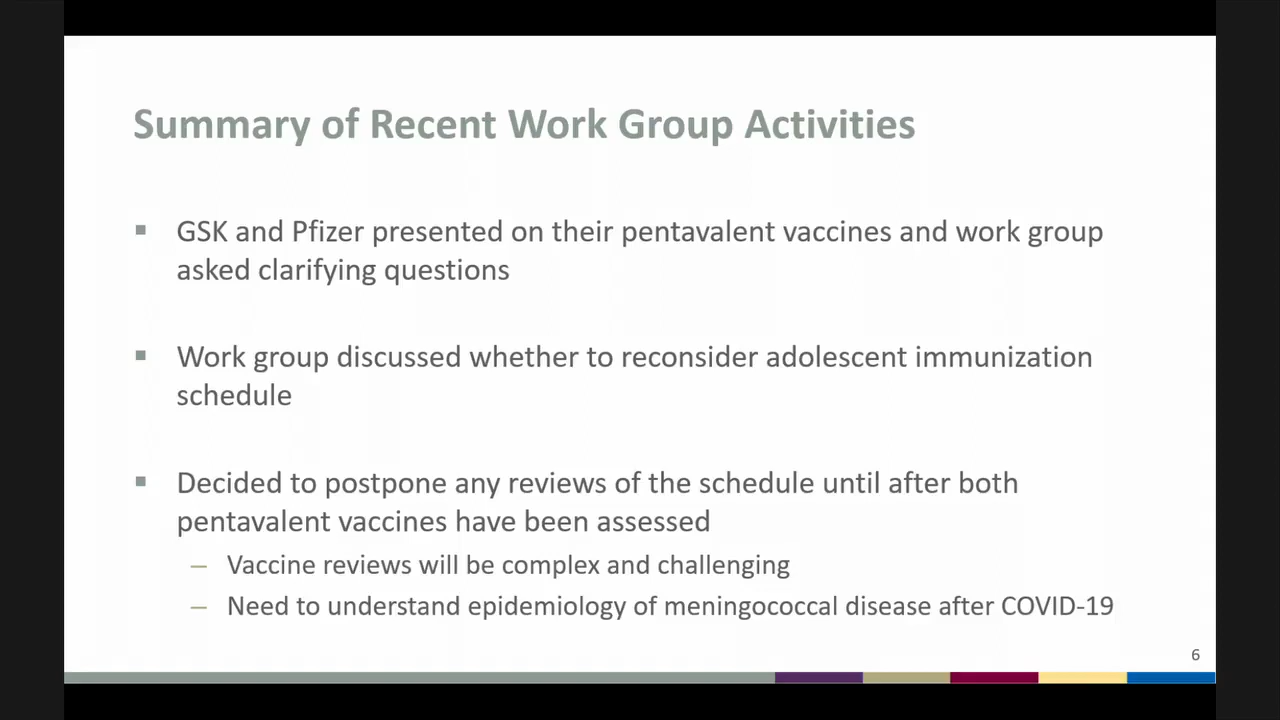 Summary of Recent Work Group Activities
▪ GSK and Pfizer presented on their pentavalent vaccines and work group
asked clarifying questions
▪ Work group discussed whether to reconsider adolescent immunization
schedule
▪ Decided to postpone any reviews of the schedule until after both
pentavalent vaccines have been assessed
– Vaccine reviews will be complex and challenging
– Need to understand epidemiology of meningococcal disease after COVID-19
6